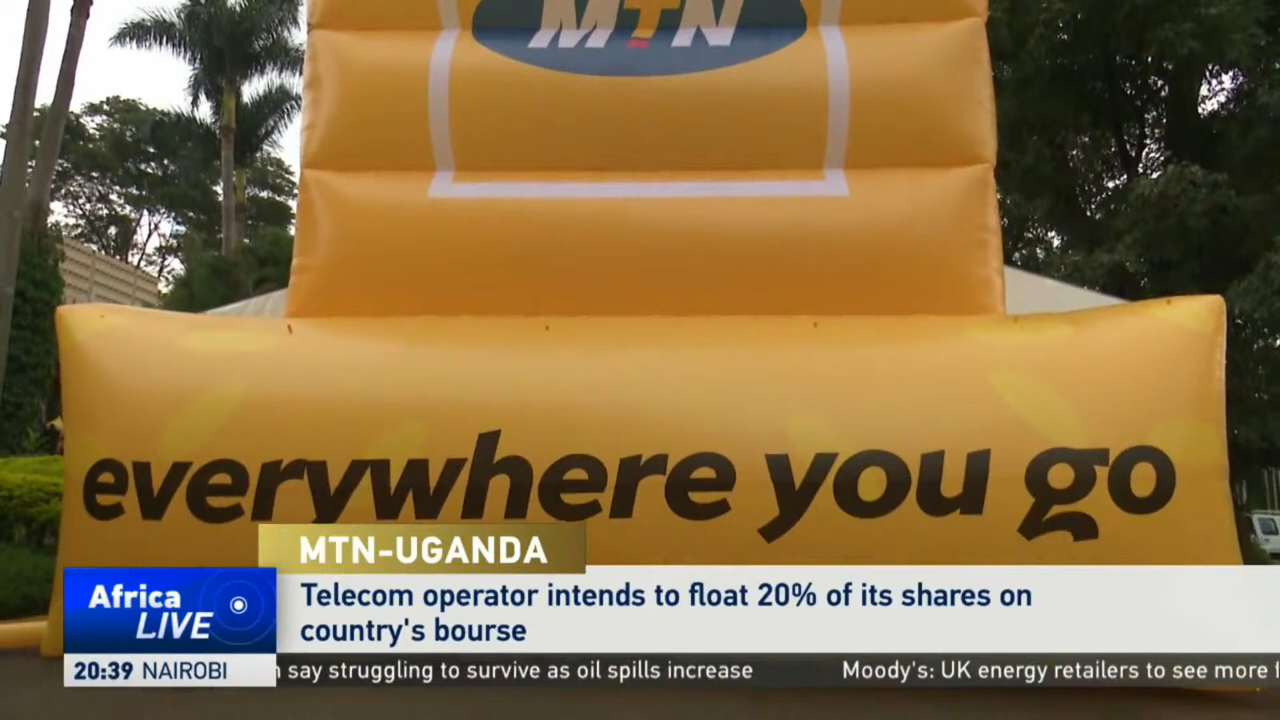 MTN
everywhere you go
MTN-UGANDA
Telecom operator intends to float 20% of its shares on
country's bourse
Africa
LIVE
20:39 NAIROBI
say struggling to survive as oil spills increase
Moody's: UK energy retailers to see more